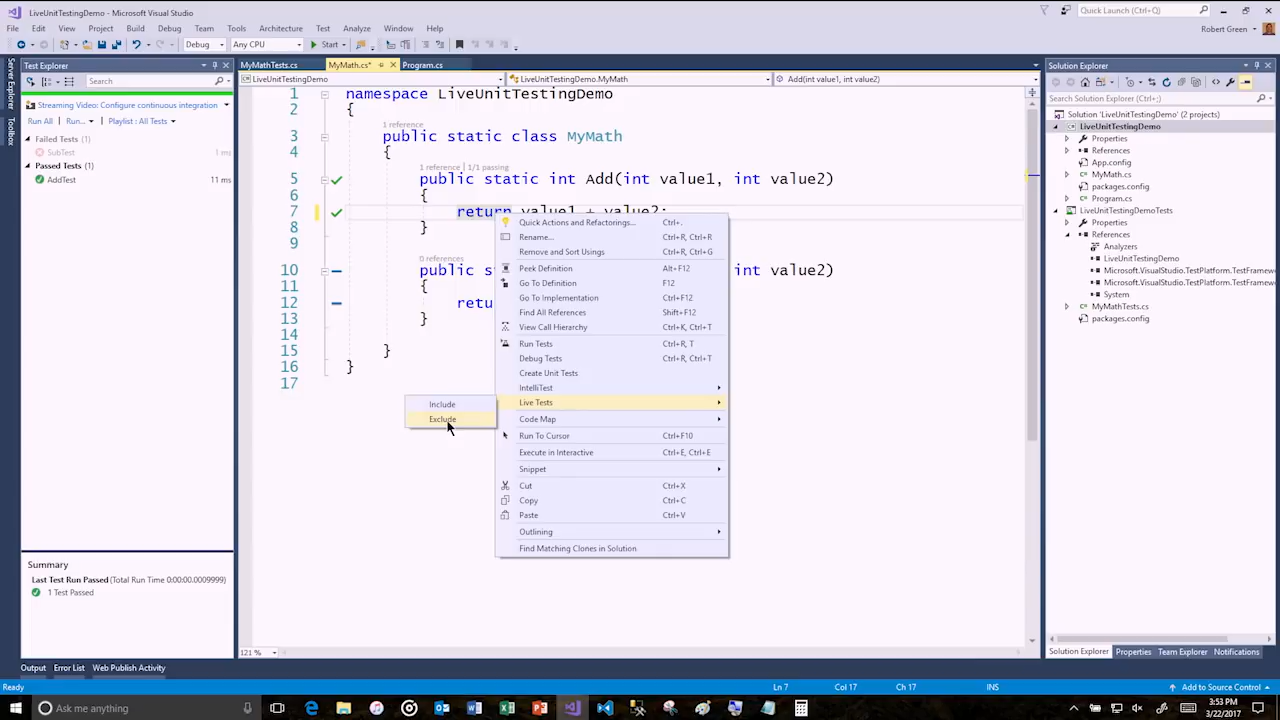 LiveUnitTestingDemo - Microsoft Visual Studio
Quick Launch (Ctrl+Q)
File Edit View Project Build Debug Team Tools Architecture Test Analyze Window Help
Robert Green
Debug Any CPU Start
Server Explorer
Toolbox
Test Explorer
Search
Streaming Video: Configure continuous integration
Run All Run... Playlist : All Tests
Failed Tests (1)
SubTest 1 ms
Passed Tests (1)
AddTest 11 ms
Summary
Last Test Run Passed (Total Run Time 0:00:00.0009999)
1 Test Passed
MyMathTests.cs MyMath.cs* Program.cs
LiveUnitTestingDemo LiveUnitTestingDemo.MyMath Add(int value1, int value2)
1 namespace LiveUnitTestingDemo
2 {
1 reference
3 public static class MyMath
4 {
1 reference | 1/1 passing
5 public static int Add(int value1, int value2)
6 {
7 return value1 + value2;
8 }
9
0 references
10 public s int value2)
11 {
12 retu
13 }
14
15 }
16 }
17
Quick Actions and Refactorings... Ctrl+.
Rename... Ctrl+R, Ctrl+R
Remove and Sort Usings Ctrl+R, Ctrl+G
Peek Definition Alt+F12
Go To Definition F12
Go To Implementation Ctrl+F12
Find All References Shift+F12
View Call Hierarchy Ctrl+K, Ctrl+T
Run Tests Ctrl+R, T
Debug Tests Ctrl+R, Ctrl+T
Create Unit Tests
IntelliTest
Live Tests
Include
Exclude
Code Map
Run To Cursor Ctrl+F10
Execute in Interactive Ctrl+E, Ctrl+E
Snippet
Cut Ctrl+X
Copy Ctrl+C
Paste Ctrl+V
Outlining
Find Matching Clones in Solution
121 %
Solution Explorer
Search Solution Explorer (Ctrl+;)
Solution 'LiveUnitTestingDemo' (2 projects)
LiveUnitTestingDemo
Properties
References
App.config
MyMath.cs
packages.config
Program.cs
LiveUnitTestingDemoTests
Properties
References
Analyzers
LiveUnitTestingDemo
Microsoft.VisualStudio.TestPlatform.TestFramew
Microsoft.VisualStudio.TestPlatform.TestFramew
System
MyMathTests.cs
packages.config
Solution Explorer Properties Team Explorer Notifications
Output Error List Web Publish Activity
Ready Ln 7 Col 17 Ch 17 INS Add to Source Control
Ask me anything
3:53 PM
3/22/2017